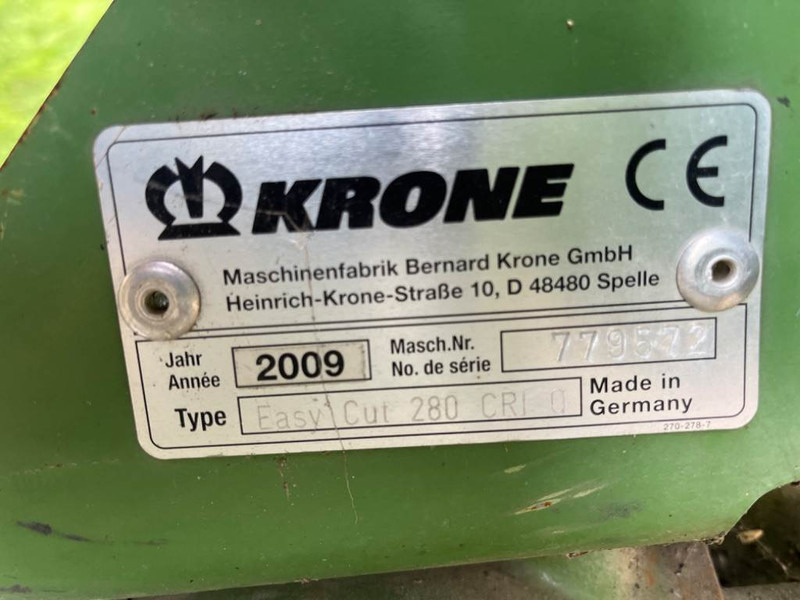 KRONE CE
Maschinenfabrik Bernard Krone GmbH
Heinrich-Krone-Straße 10, D 48480 Spelle
Jahr
Année
2009
Masch.Nr.
No. de série
Type
Easy Cut 280
Made in
Germany
270-278-7